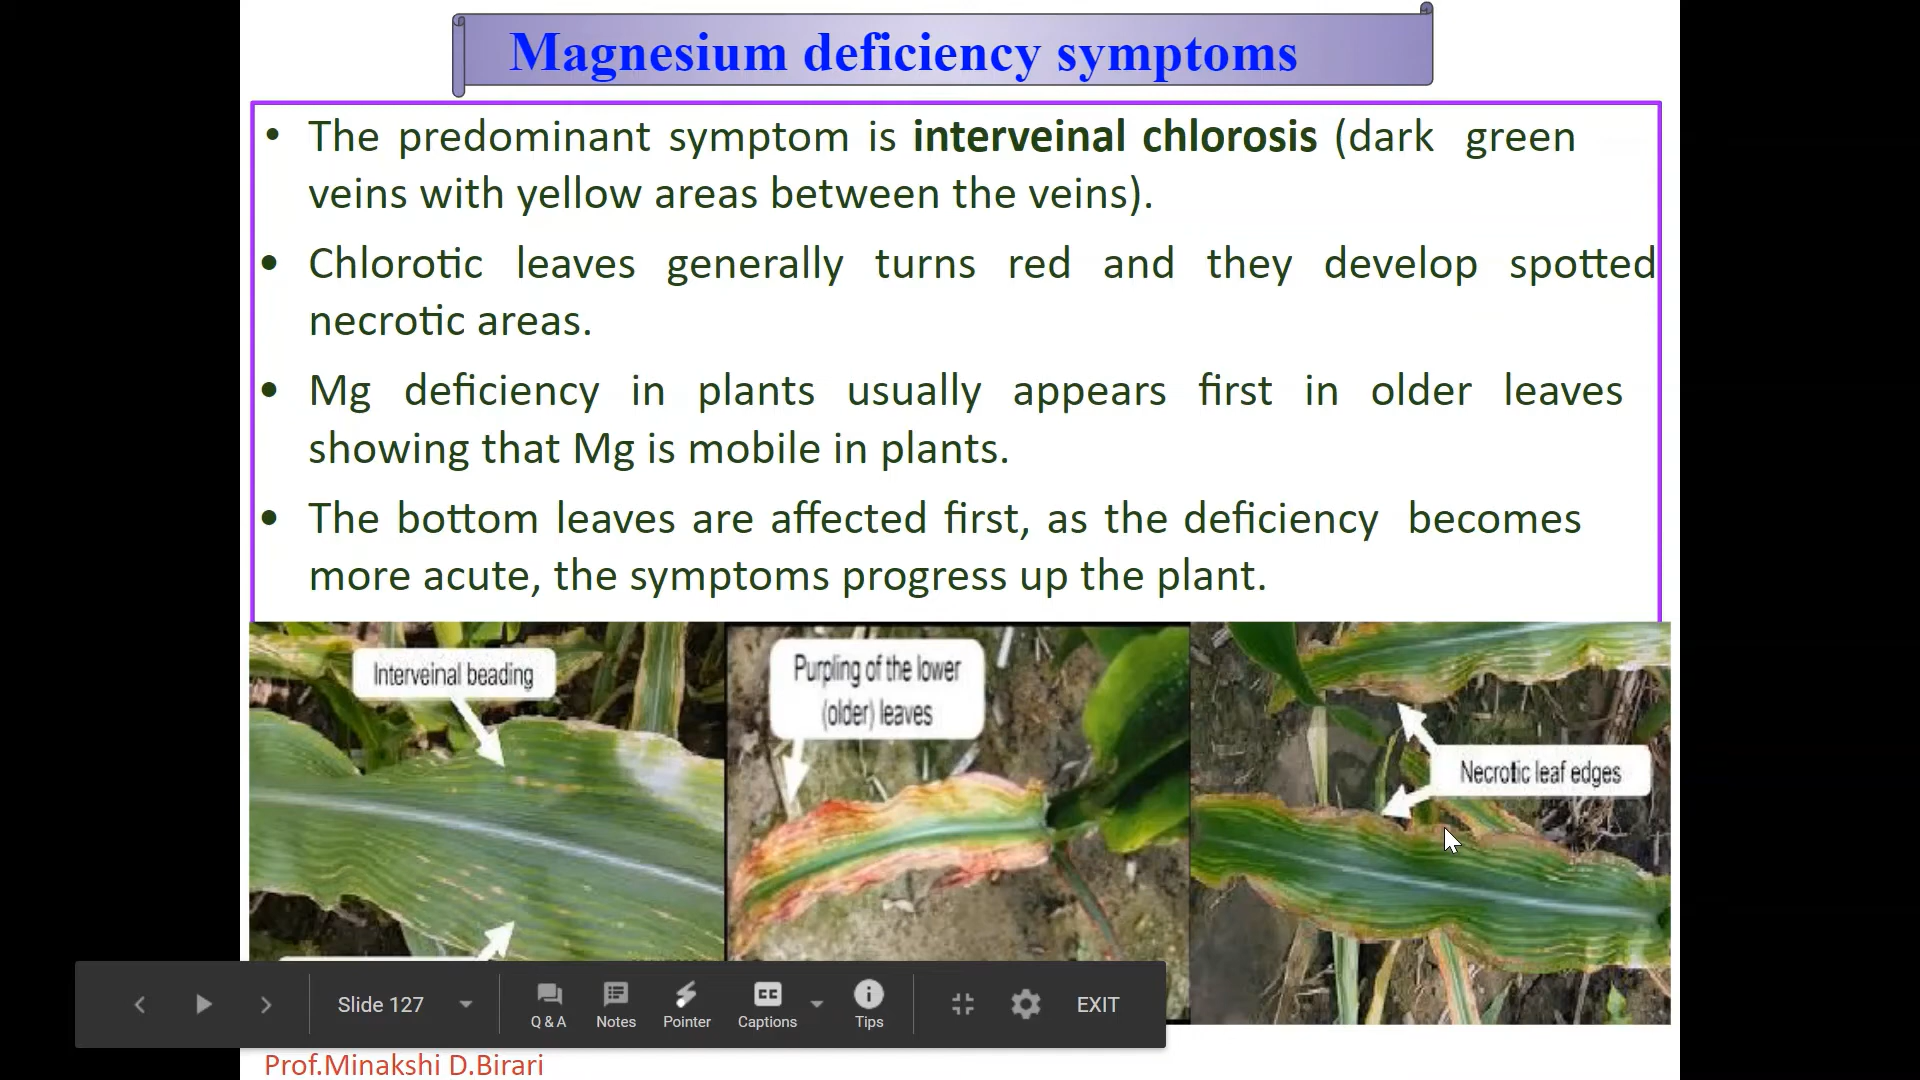 Magnesium deficiency symptoms
• The predominant symptom is interveinal chlorosis (dark green
veins with yellow areas between the veins).
• Chlorotic leaves generally turns red and they develop spotted
necrotic areas.
• Mg deficiency in plants usually appears first in older leaves
showing that Mg is mobile in plants.
• The bottom leaves are affected first, as the deficiency becomes
more acute, the symptoms progress up the plant.
Interveinal beading
Purpling of the lower
(older) leaves
Necrotic leaf edges
Slide 127
Q & A
Notes
Pointer
CC
Captions
Tips
EXIT
Prof.Minakshi D.Birari